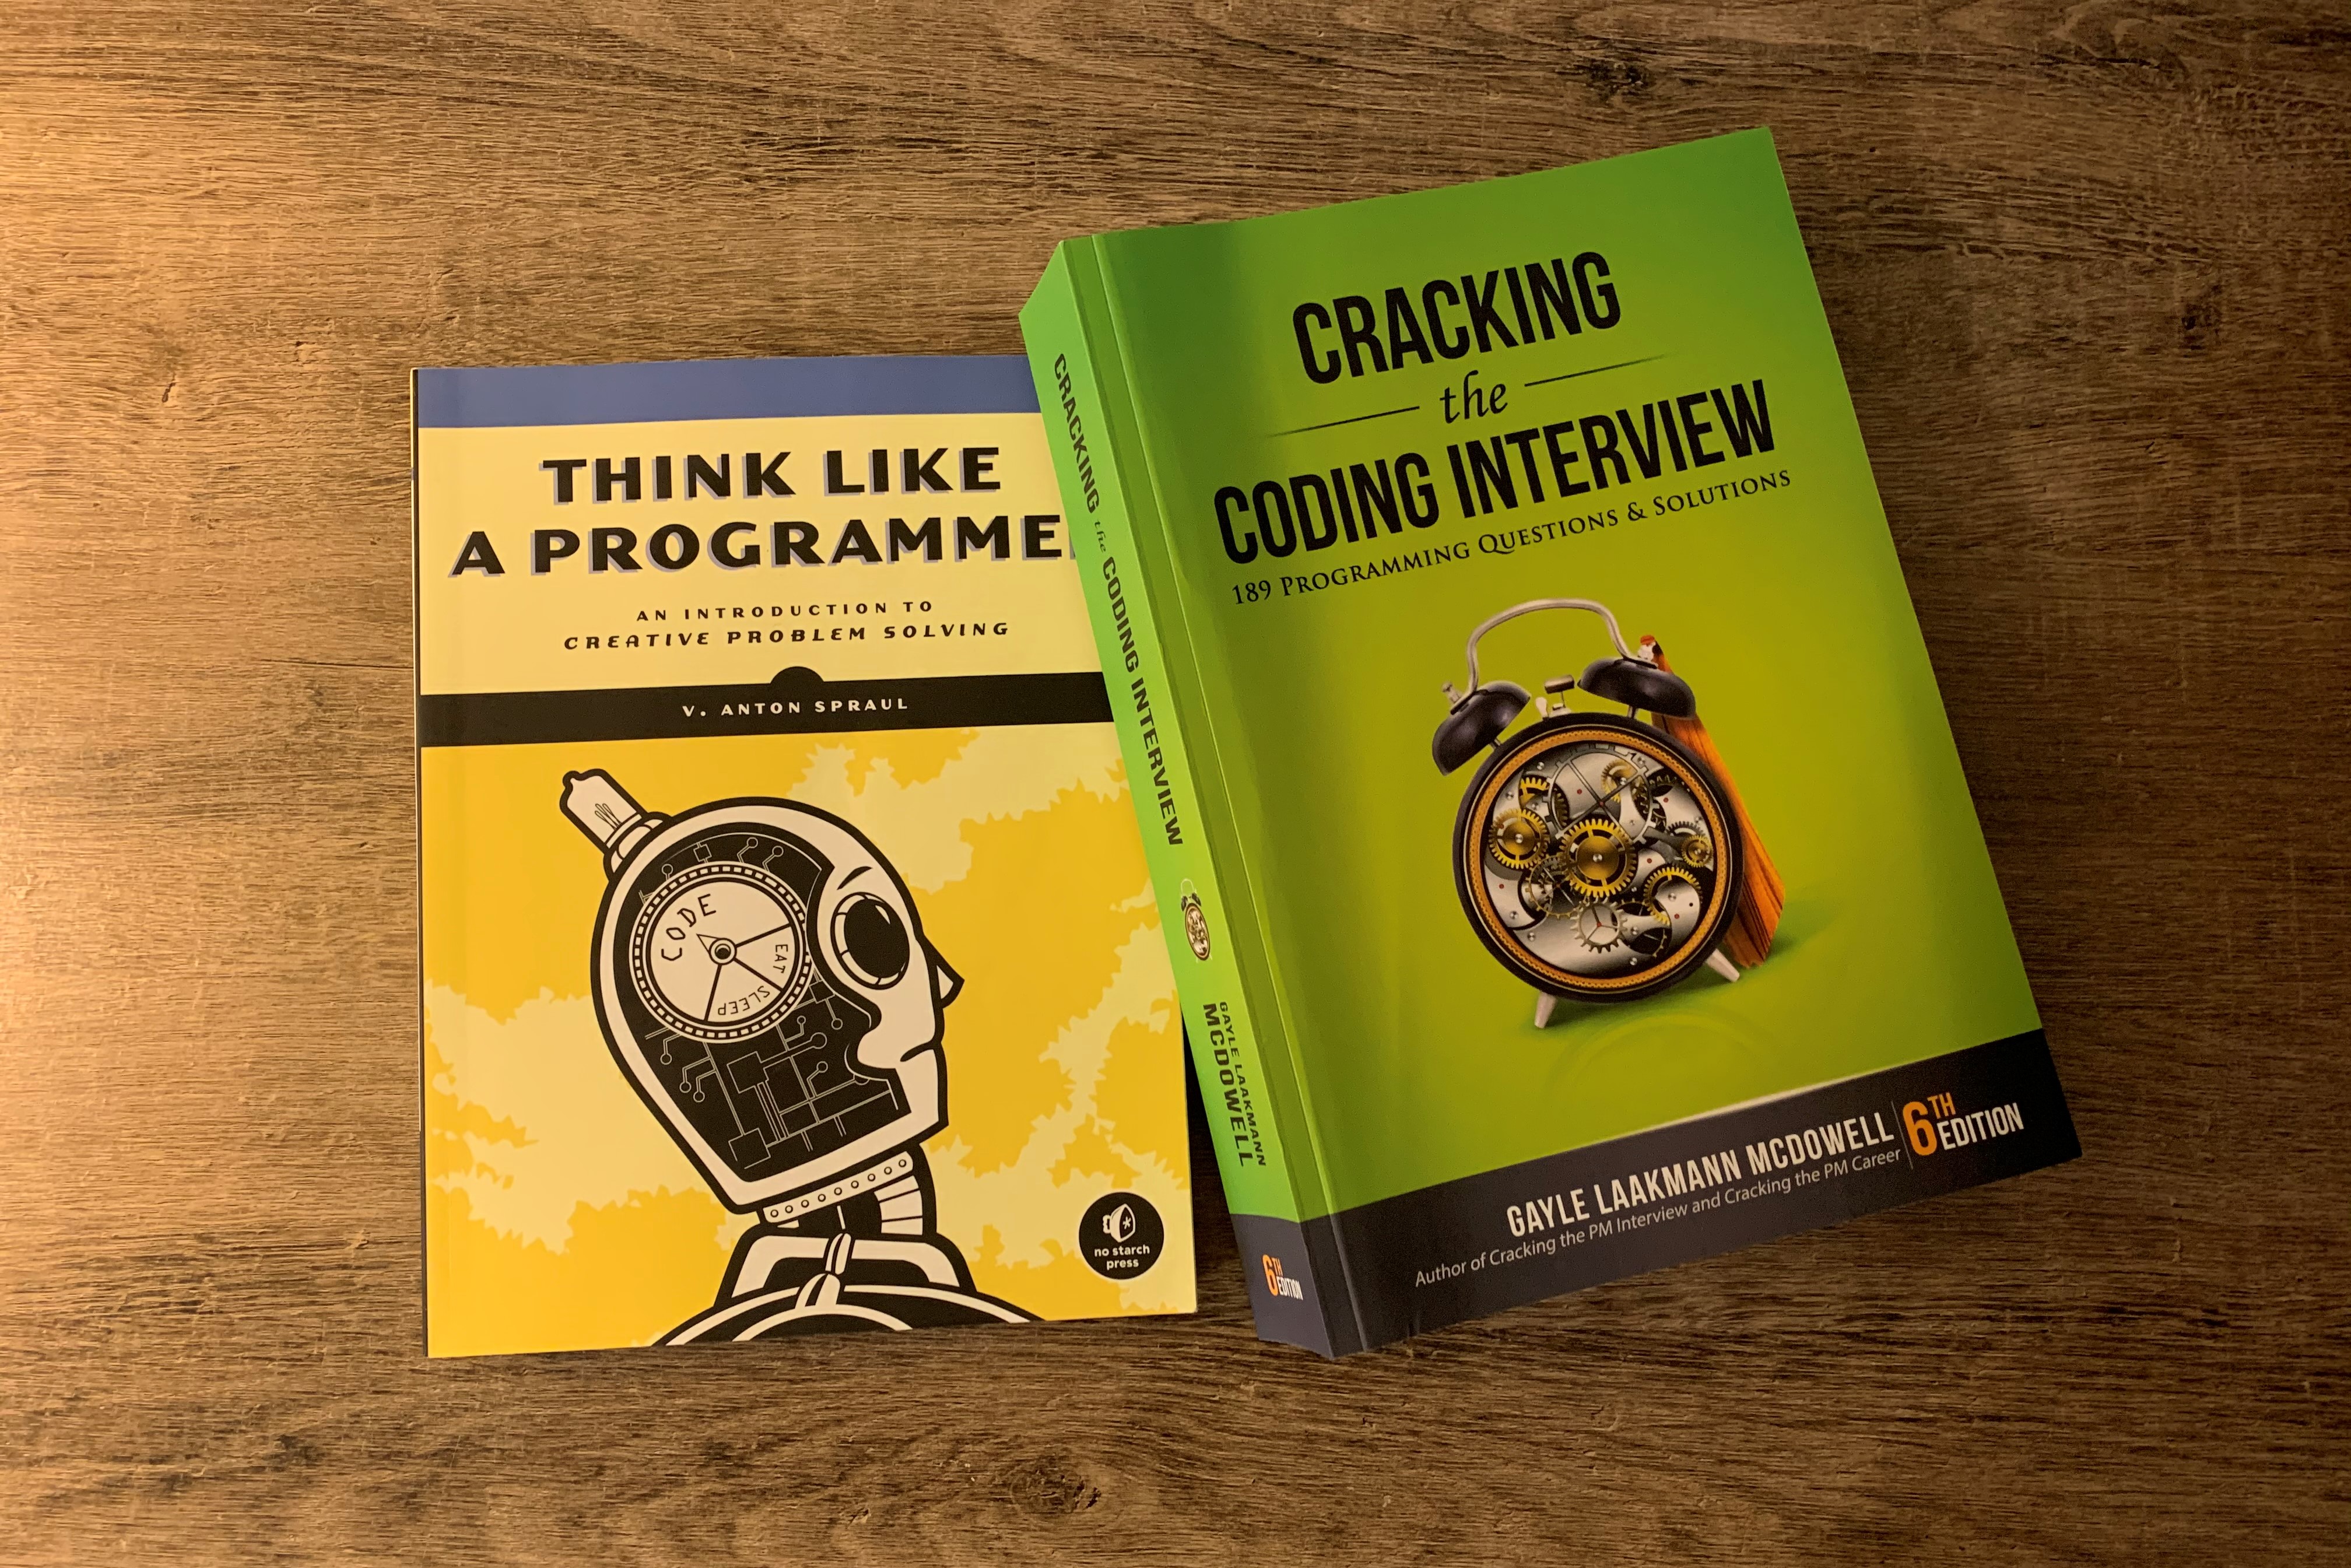 THINK LIKE
A PROGRAMME
AN INTRODUCTION TO
CREATIVE PROBLEM SOLVING
V. ANTON SPRAUL
CODE
EAT
SLEEP
no starch
press
CRACKING the CODING INTERVIEW
GAYLE LAAKMANN
MCDOWELL
6TH
EDITION
CRACKING
the
CODING INTERVIEW
189 PROGRAMMING QUESTIONS & SOLUTIONS
GAYLE LAAKMANN MCDOWELL
Author of Cracking the PM Interview and Cracking the PM Career
6TH
EDITION